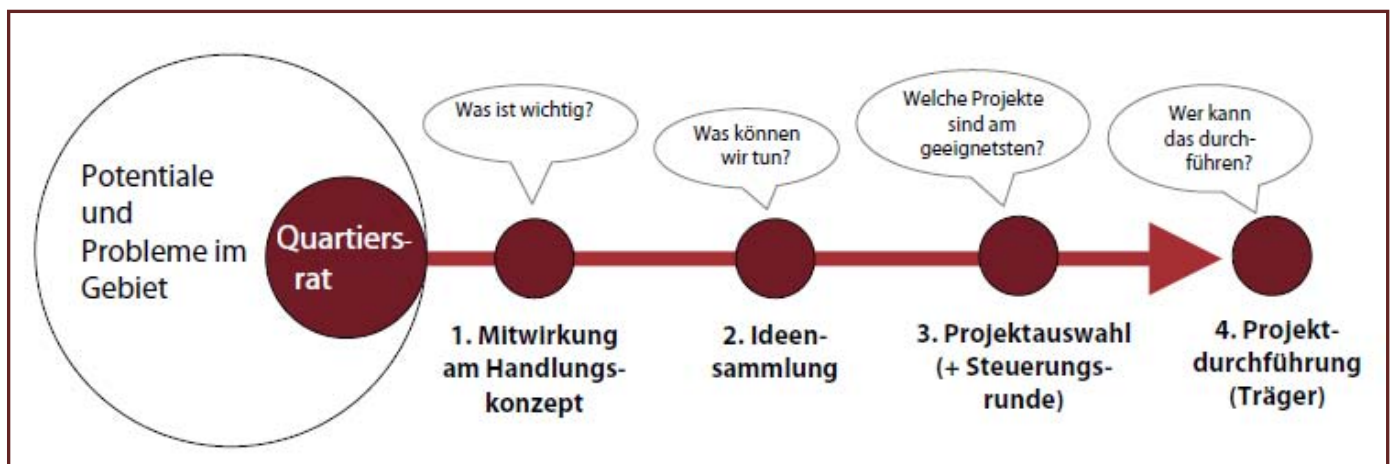 Potentiale
und
Probleme im
Gebiet
Quartiers-
rat
Was ist wichtig?
1. Mitwirkung
am Handlungs-
konzept
Was können
wir tun?
2. Ideen-
sammlung
Welche Projekte
sind am
geeignetsten?
3. Projektauswahl
(+ Steuerungs-
runde)
Wer kann
das durch-
führen?
4. Projekt-
durchführung
(Träger)